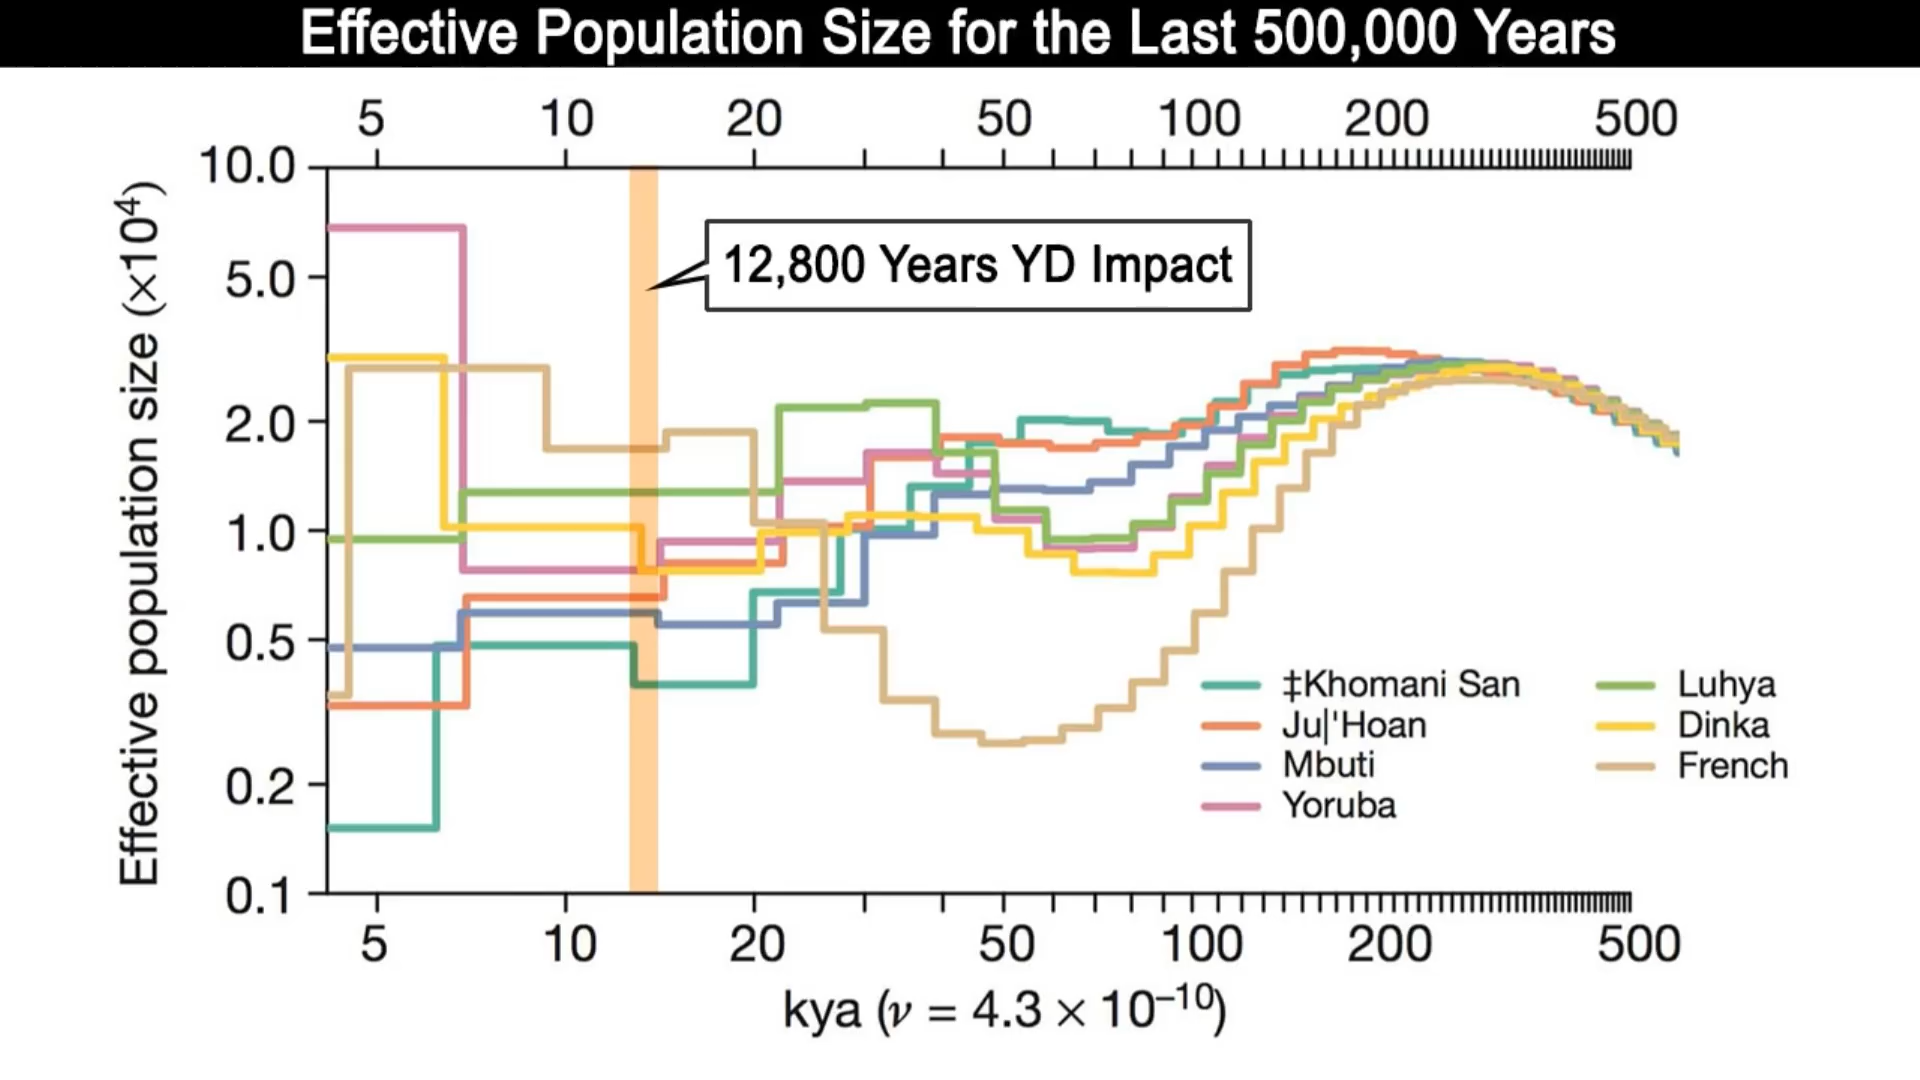 Effective Population Size for the Last 500,000 Years
5 10 20 50 100 200 500
10.0
5.0
2.0
1.0
0.5
0.2
0.1
Effective population size (×10⁴)
12,800 Years YD Impact
‡Khomani San
Ju|'Hoan
Mbuti
Yoruba
Luhya
Dinka
French
5 10 20 50 100 200 500
kya (ν = 4.3 × 10⁻¹⁰)